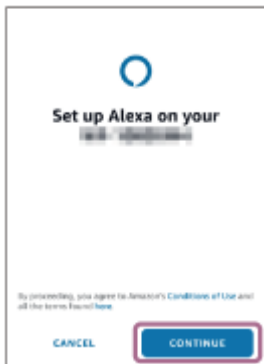 Set up Alexa on your
By proceeding, you agree to Amazon's Conditions of Use and
all the terms found here.
CANCEL
CONTINUE